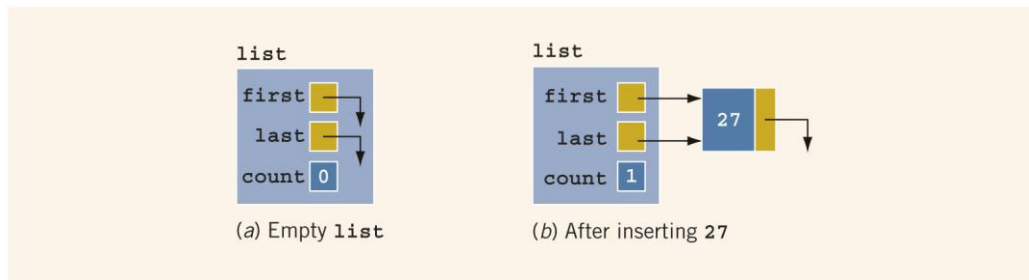 list
first
last
count 0
(a) Empty list
list
first
last
count 1
27
(b) After inserting 27